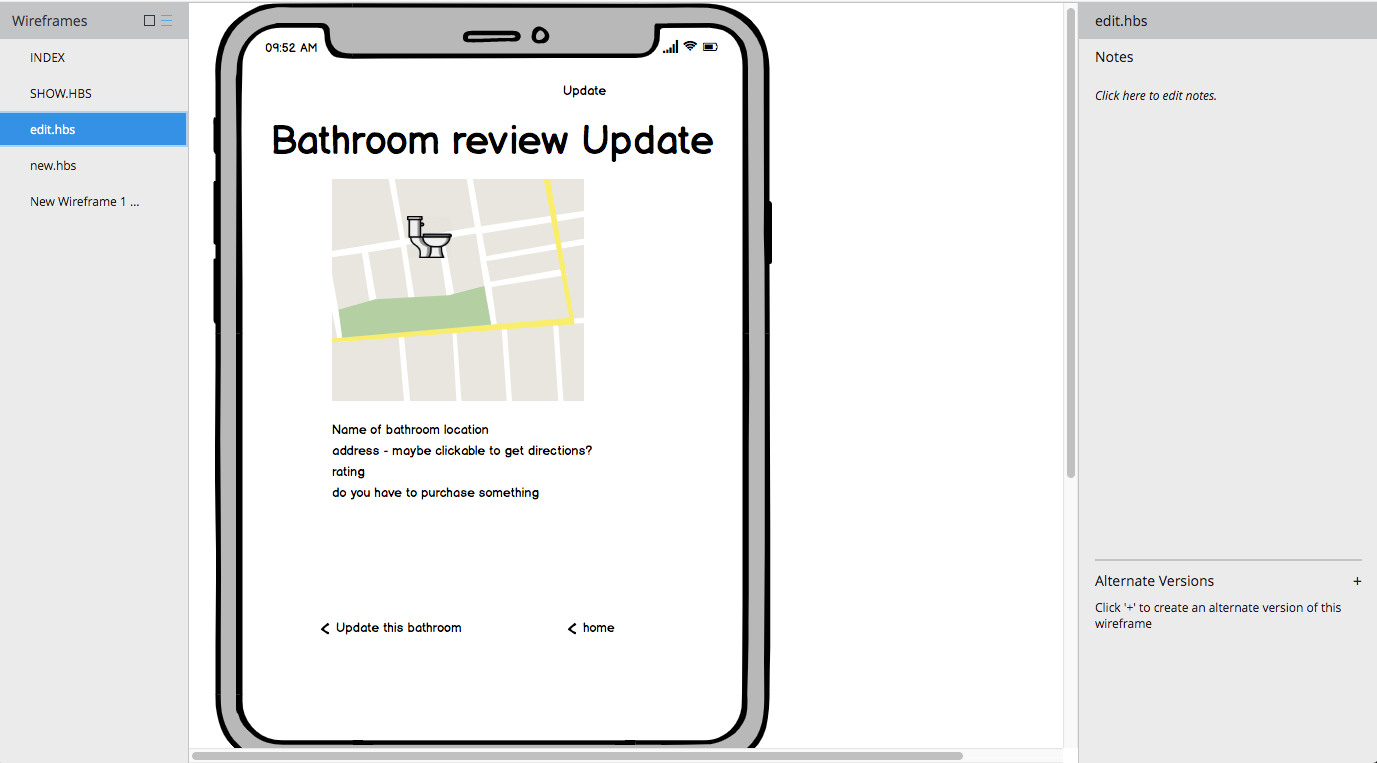 Wireframes
INDEX
SHOW.HBS
edit.hbs
new.hbs
New Wireframe 1 ...
09:52 AM
Update
Bathroom review Update
Name of bathroom location
address - maybe clickable to get directions?
rating
do you have to purchase something
Update this bathroom
home
edit.hbs
Notes
Click here to edit notes.
Alternate Versions +
Click '+' to create an alternate version of this
wireframe